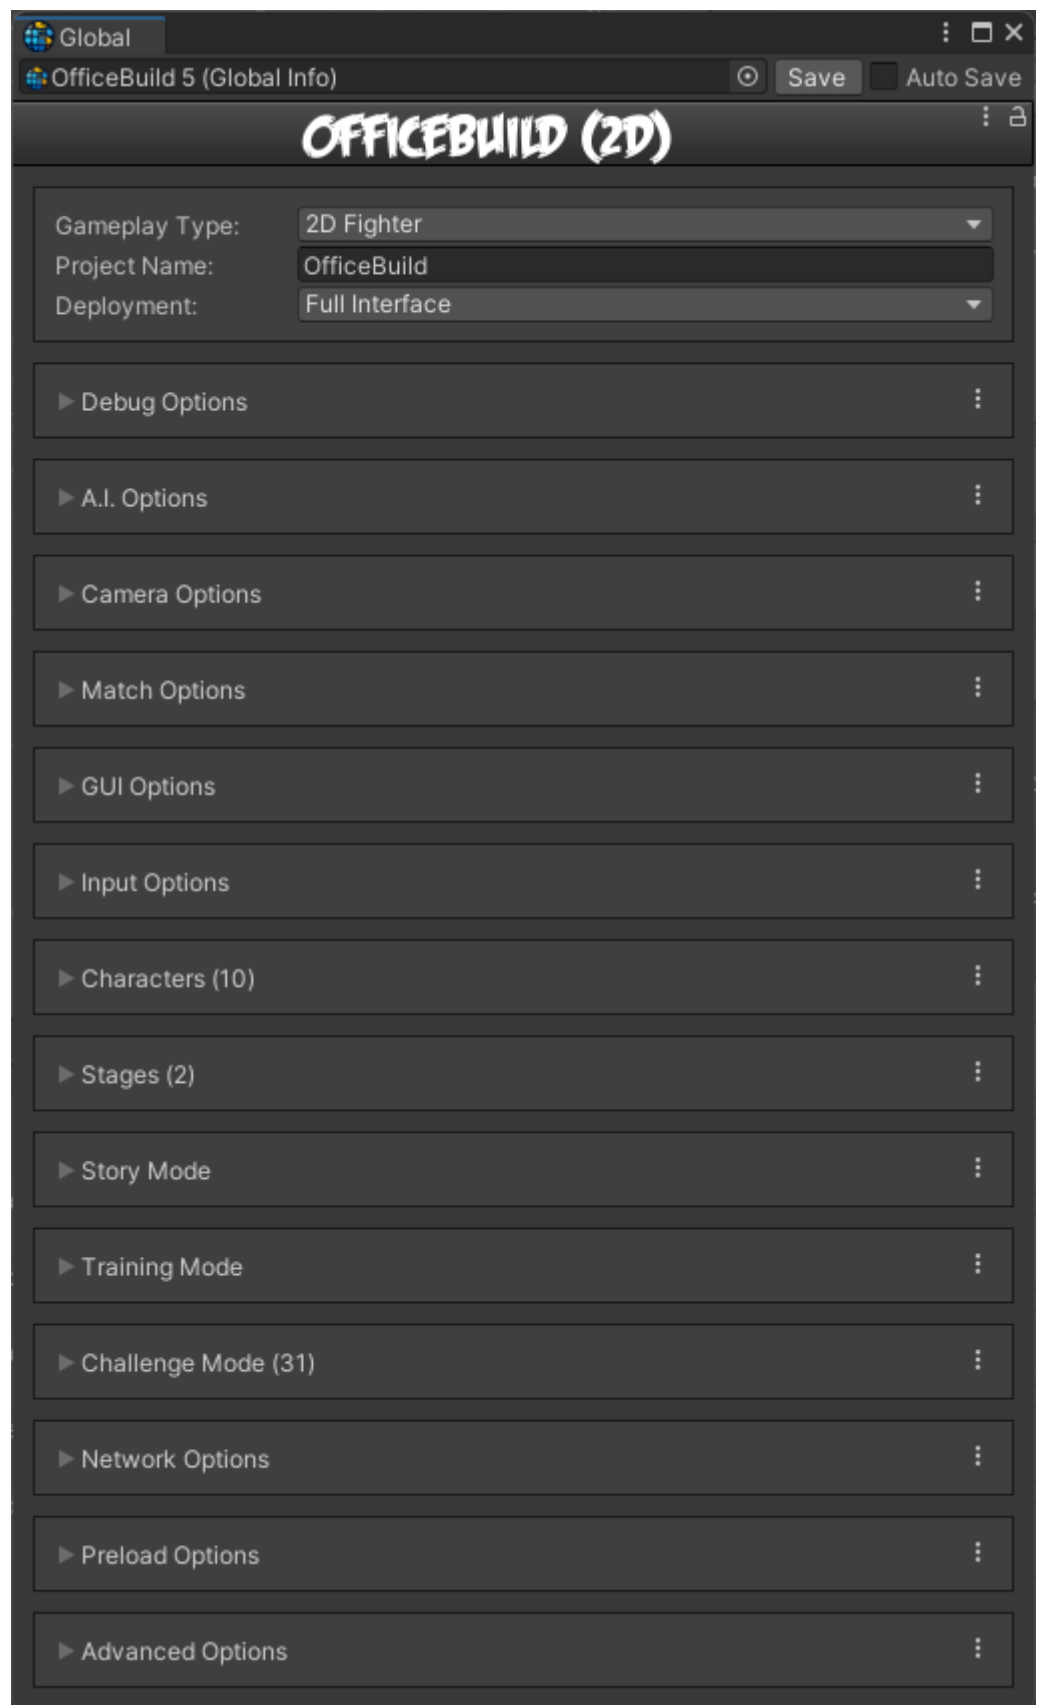 Global
OfficeBuild 5 (Global Info) Save Auto Save
OFFICEBUILD (2D)
Gameplay Type: 2D Fighter
Project Name: OfficeBuild
Deployment: Full Interface
Debug Options
A.I. Options
Camera Options
Match Options
GUI Options
Input Options
Characters (10)
Stages (2)
Story Mode
Training Mode
Challenge Mode (31)
Network Options
Preload Options
Advanced Options